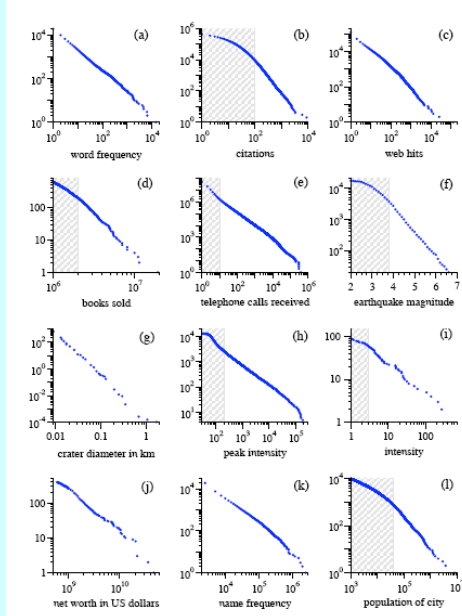 (a) (b) (c)
10⁴ 10⁶ 10⁴
10² 10⁴ 10²
10² 
10⁰ 10⁰ 10⁰
10⁰ 10² 10⁴ 10⁰ 10² 10⁴ 10⁰ 10² 10⁴
word frequency citations web hits
(d) (e) (f)
100 10⁶ 10⁴
10 10³ 10³
1 10⁰ 10²
10⁶ 10⁷ 10⁰ 10² 10⁴ 10⁶ 2 3 4 5 6 7
books sold telephone calls received earthquake magnitude
(g) (h) (i)
10² 10⁴ 100
10⁰ 10³ 10
10⁻² 10² 1
10⁻⁴ 10¹
0.01 0.1 1 10² 10³ 10⁴ 10⁵ 1 10 100
crater diameter in km peak intensity intensity
(j) (k) (l)
100 10⁴ 10⁴
10 10² 10²
1 10⁰ 10⁰
10⁹ 10¹⁰ 10⁴ 10⁵ 10⁶ 10³ 10⁵ 10⁷
net worth in US dollars name frequency population of city